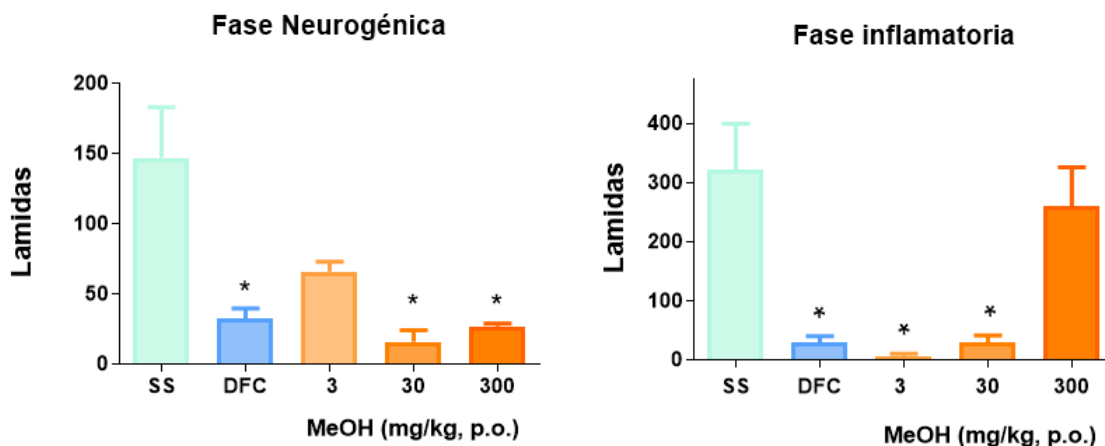 Fase Neurogénica
Lamidas
200
150
100
50
0
*
*
*
SS DFC 3 30 300
MeOH (mg/kg, p.o.)
Fase inflamatoria
Lamidas
400
300
200
100
0
*
*
*
SS DFC 3 30 300
MeOH (mg/kg, p.o.)